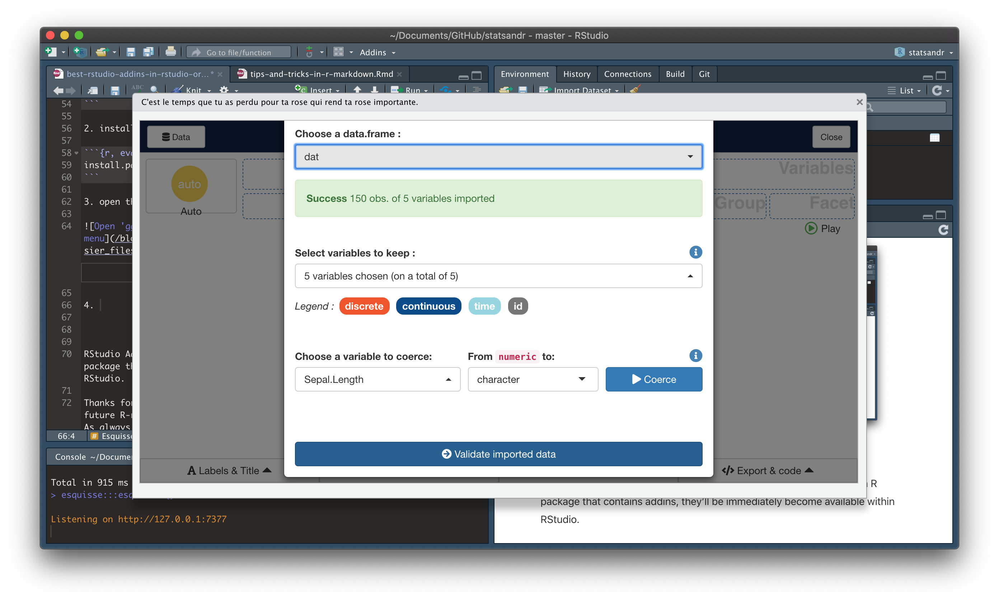 ~/Documents/GitHub/statsandr - master - RStudio
Go to file/function
Addins
statsandr
best-rstudio-addins-in-rstudio-or...*
tips-and-tricks-in-r-markdown.Rmd
Environment
History
Connections
Build
Git
ABC
Knit
Insert
Run
Import Dataset
List
C'est le temps que tu as perdu pour ta rose qui rend ta rose importante.
54 ```
55
56 2. install
57
58 ```{r, eva
59 install.pa
60 ```
61
62 3. open th
63
64 ![Open 'gg
menu](/blo
sier_files
65
66 4.
67
68
69
70 RStudio Ad
package th
RStudio.
71
72 Thanks for
future R-r
As always
66:4
# Esquisse
Data
Close
auto
Auto
Variables
Group
Facet
Play
Choose a data.frame :
dat
Success 150 obs. of 5 variables imported
Select variables to keep :
5 variables chosen (on a total of 5)
Legend : discrete continuous time id
Choose a variable to coerce:
From numeric to:
Sepal.Length
character
Coerce
Validate imported data
A Labels & Title
</> Export & code
Console ~/Documen
Total in 915 ms
> esquisse:::esq
Listening on http://127.0.0.1:7377
R
package that contains addins, they'll be immediately become available within
RStudio.